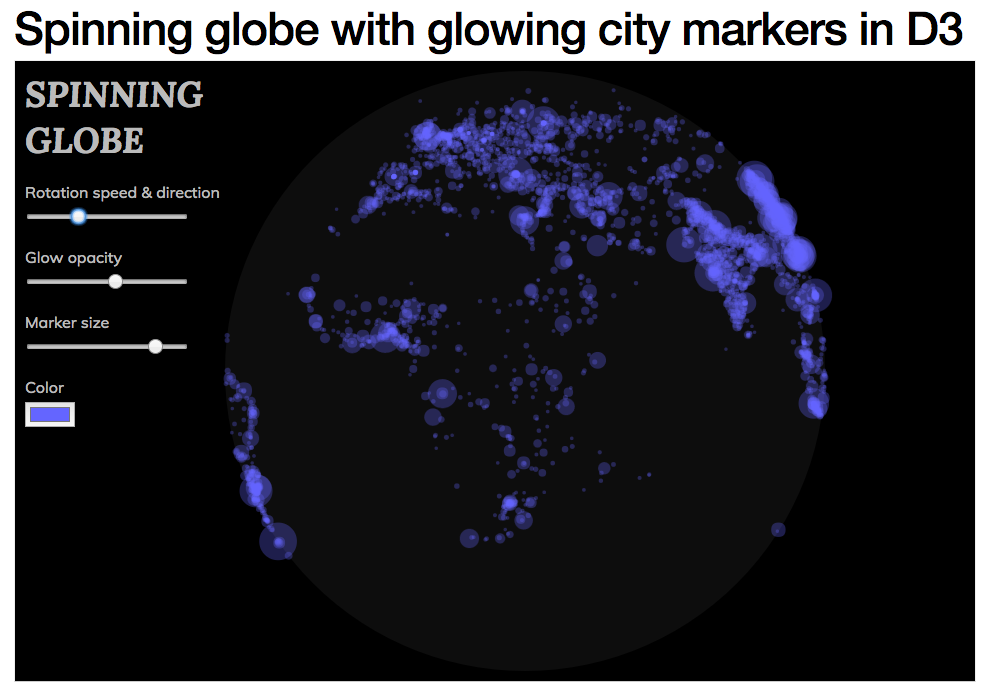 Spinning globe with glowing city markers in D3
SPINNING
GLOBE
Rotation speed & direction
Glow opacity
Marker size
Color